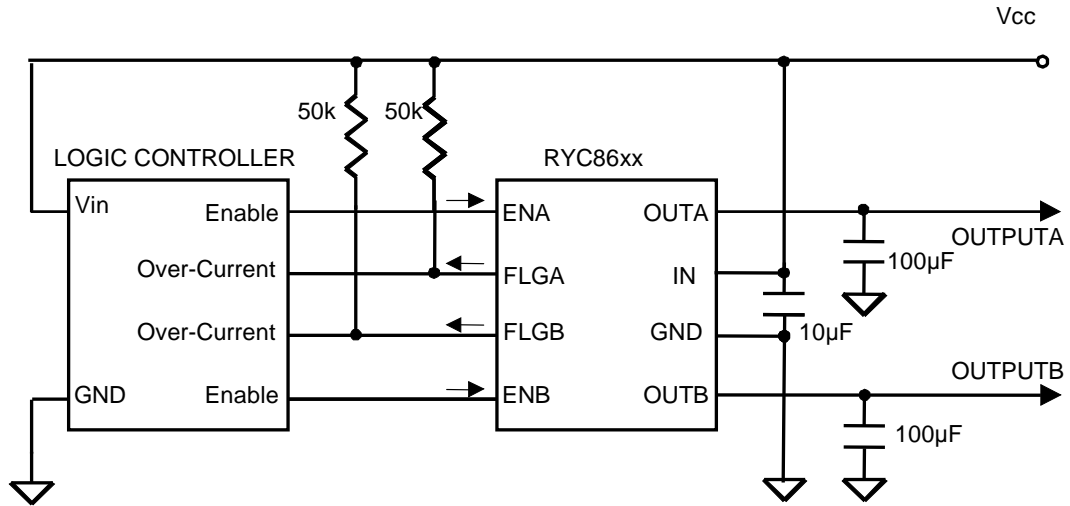 Vcc
50k 50k
LOGIC CONTROLLER
RYC86xx
Vin
Enable
ENA
OUTA
OUTPUTA
Over-Current
FLGA
IN
100µF
Over-Current
FLGB
GND
10µF
GND
Enable
ENB
OUTB
OUTPUTB
100µF